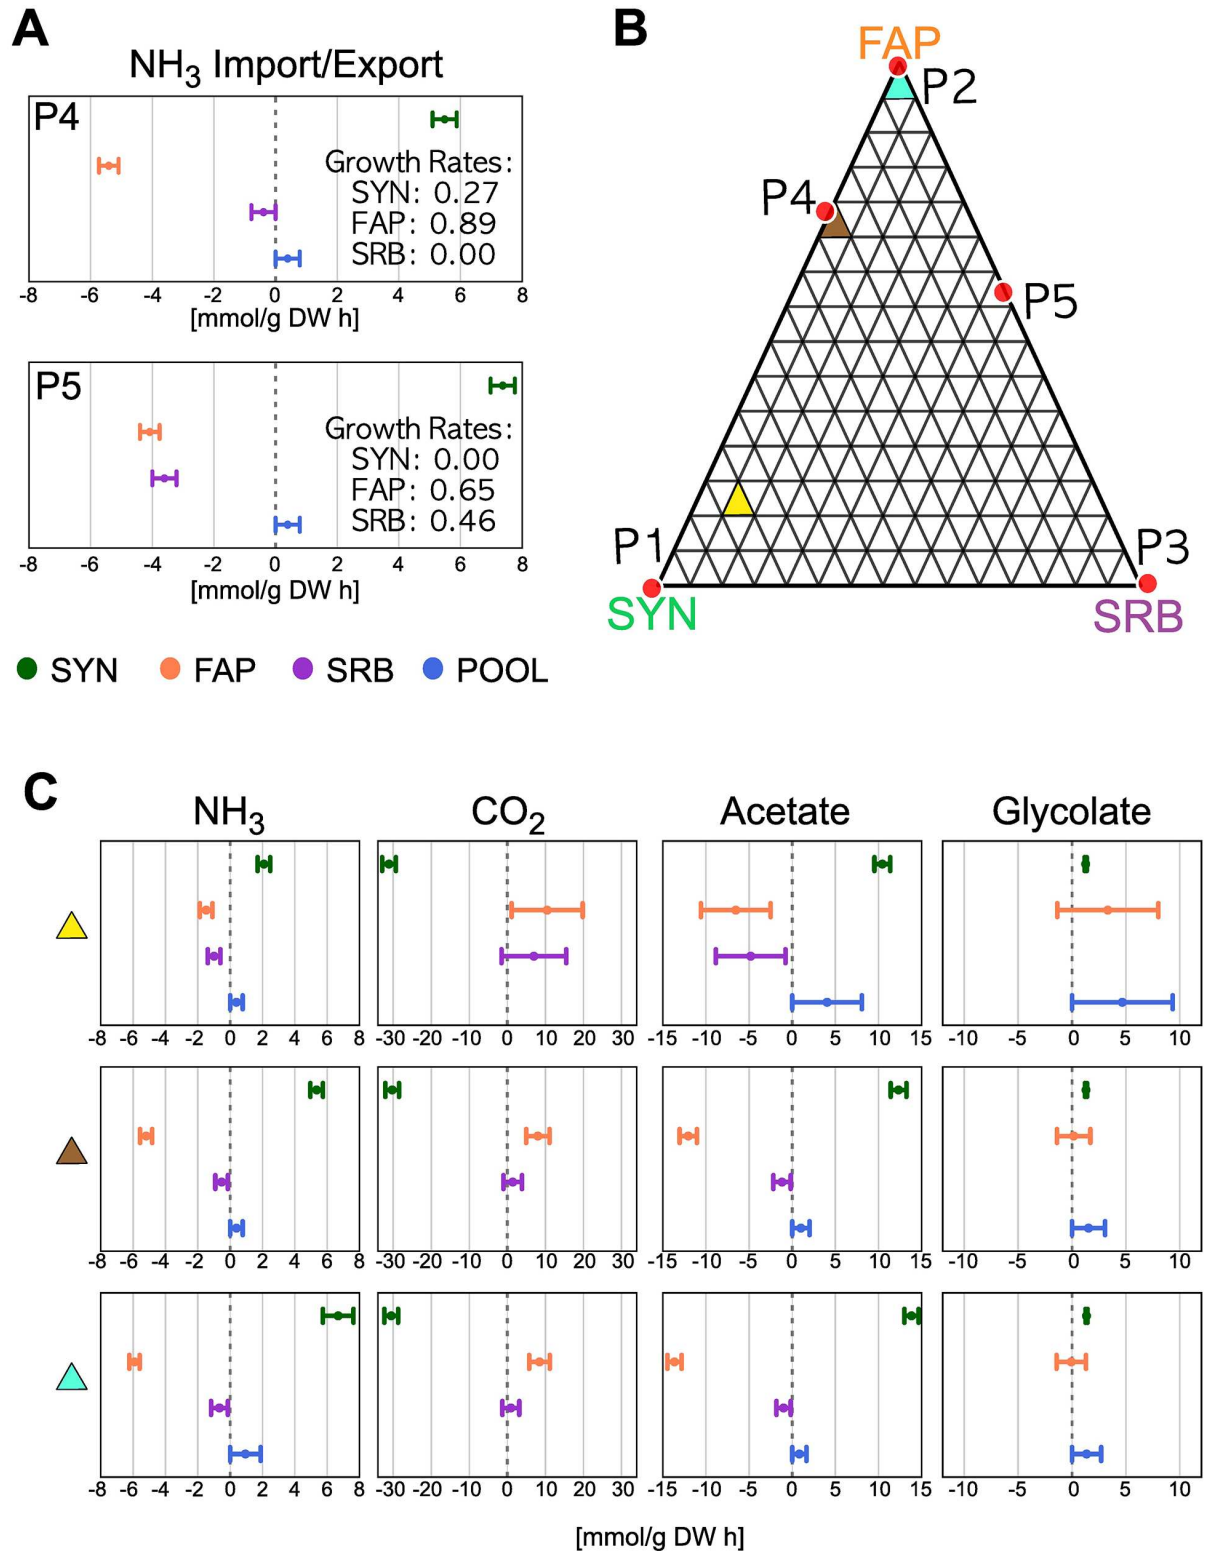 A
NH3 Import/Export
P4
Growth Rates:
SYN: 0.27
FAP: 0.89
SRB: 0.00
-8 -6 -4 -2 0 2 4 6 8
[mmol/g DW h]
P5
Growth Rates:
SYN: 0.00
FAP: 0.65
SRB: 0.46
-8 -6 -4 -2 0 2 4 6 8
[mmol/g DW h]
SYN FAP SRB POOL
B
FAP
P2
P4
P5
P1
P3
SYN
SRB
C
NH3 CO2 Acetate Glycolate
-8 -6 -4 -2 0 2 4 6 8 -30 -20 -10 0 10 20 30 -15 -10 -5 0 5 10 15 -10 -5 0 5 10
-8 -6 -4 -2 0 2 4 6 8 -30 -20 -10 0 10 20 30 -15 -10 -5 0 5 10 15 -10 -5 0 5 10
-8 -6 -4 -2 0 2 4 6 8 -30 -20 -10 0 10 20 30 -15 -10 -5 0 5 10 15 -10 -5 0 5 10
[mmol/g DW h]